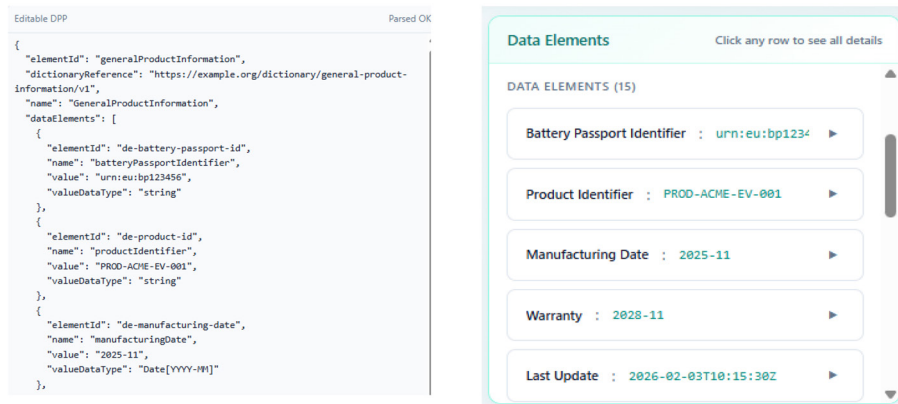 Editable DPP
Parsed OK
{
"elementId": "generalProductInformation",
"dictionaryReference": "https://example.org/dictionary/general-product-
information/v1",
"name": "GeneralProductInformation",
"dataElements": [
{
"elementId": "de-battery-passport-id",
"name": "batteryPassportIdentifier",
"value": "urn:eu:bp123456",
"valueDataType": "string"
},
{
"elementId": "de-product-id",
"name": "productIdentifier",
"value": "PROD-ACME-EV-001",
"valueDataType": "string"
},
{
"elementId": "de-manufacturing-date",
"name": "manufacturingDate",
"value": "2025-11",
"valueDataType": "Date[YYYY-MM]"
},
Data Elements
Click any row to see all details
DATA ELEMENTS (15)
Battery Passport Identifier : urn:eu:bp1234
Product Identifier : PROD-ACME-EV-001
Manufacturing Date : 2025-11
Warranty : 2028-11
Last Update : 2026-02-03T10:15:30Z